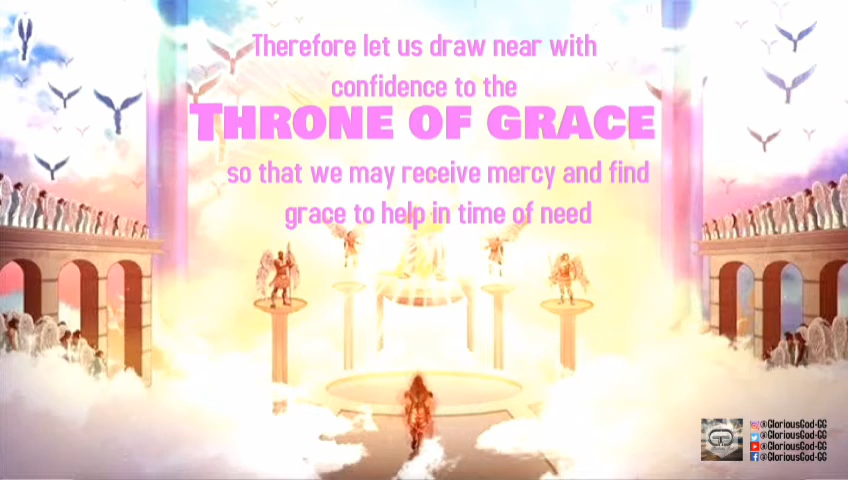 Therefore let us draw near with
confidence to the
THRONE OF GRACE
so that we may receive mercy and find
grace to help in time of need
@GloriousGod-GG
@GloriousGod-GG
@GloriousGod-GG
@GloriousGod-GG